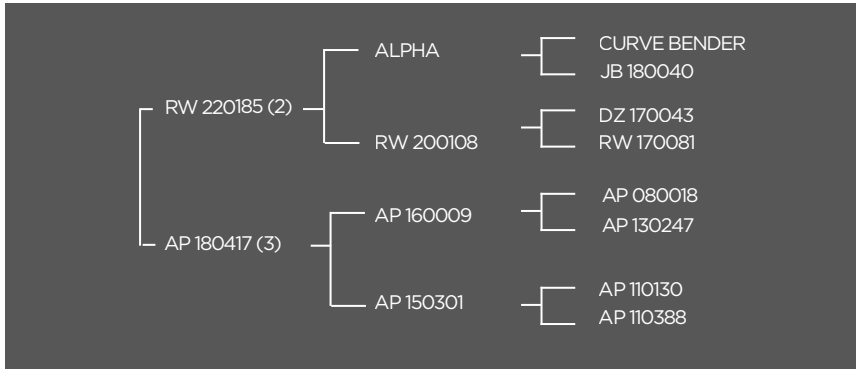 CURVE BENDER
ALPHA
JB 180040
RW 220185 (2)
DZ 170043
RW 200108
RW 170081
AP 080018
AP 160009
AP 130247
AP 180417 (3)
AP 110130
AP 150301
AP 110388